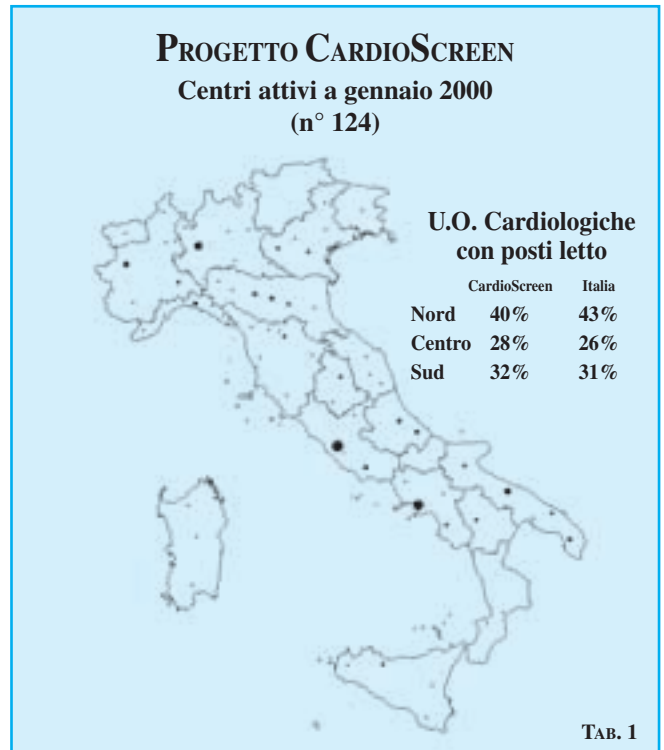 PROGETTO CARDIOSCREEN
Centri attivi a gennaio 2000
(n° 124)
U.O. Cardiologiche
con posti letto
CardioScreen Italia
Nord 40% 43%
Centro 28% 26%
Sud 32% 31%
TAB. 1